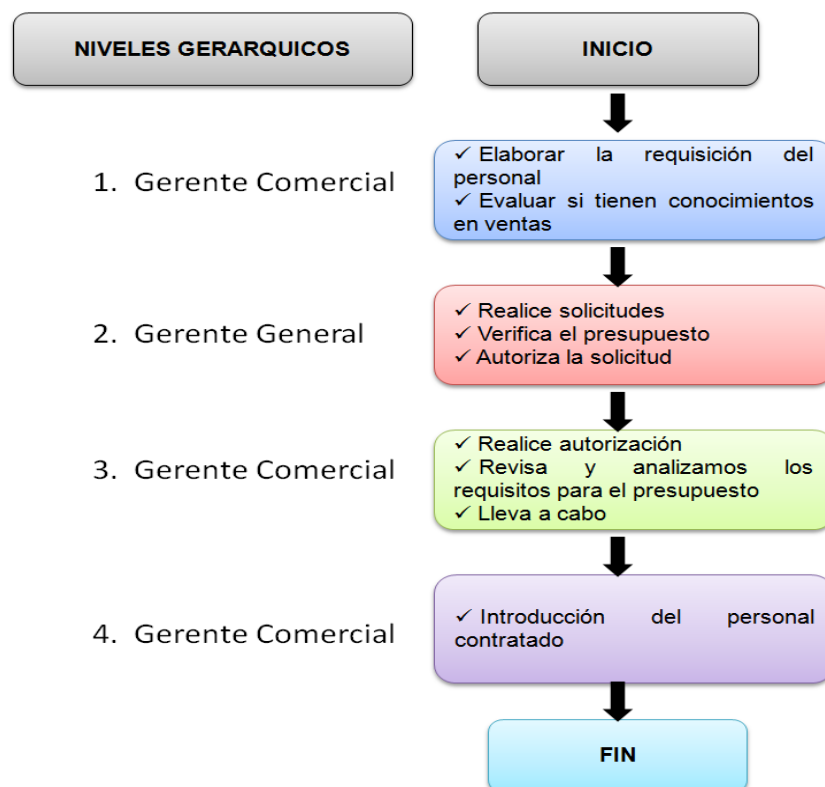 NIVELES GERARQUICOS
INICIO
1. Gerente Comercial
✓ Elaborar la requisición del
personal
✓ Evaluar si tienen conocimientos
en ventas
2. Gerente General
✓ Realice solicitudes
✓ Verifica el presupuesto
✓ Autoriza la solicitud
3. Gerente Comercial
✓ Realice autorización
✓ Revisa y analizamos los
requisitos para el presupuesto
✓ Lleva a cabo
4. Gerente Comercial
✓ Introducción del personal
contratado
FIN